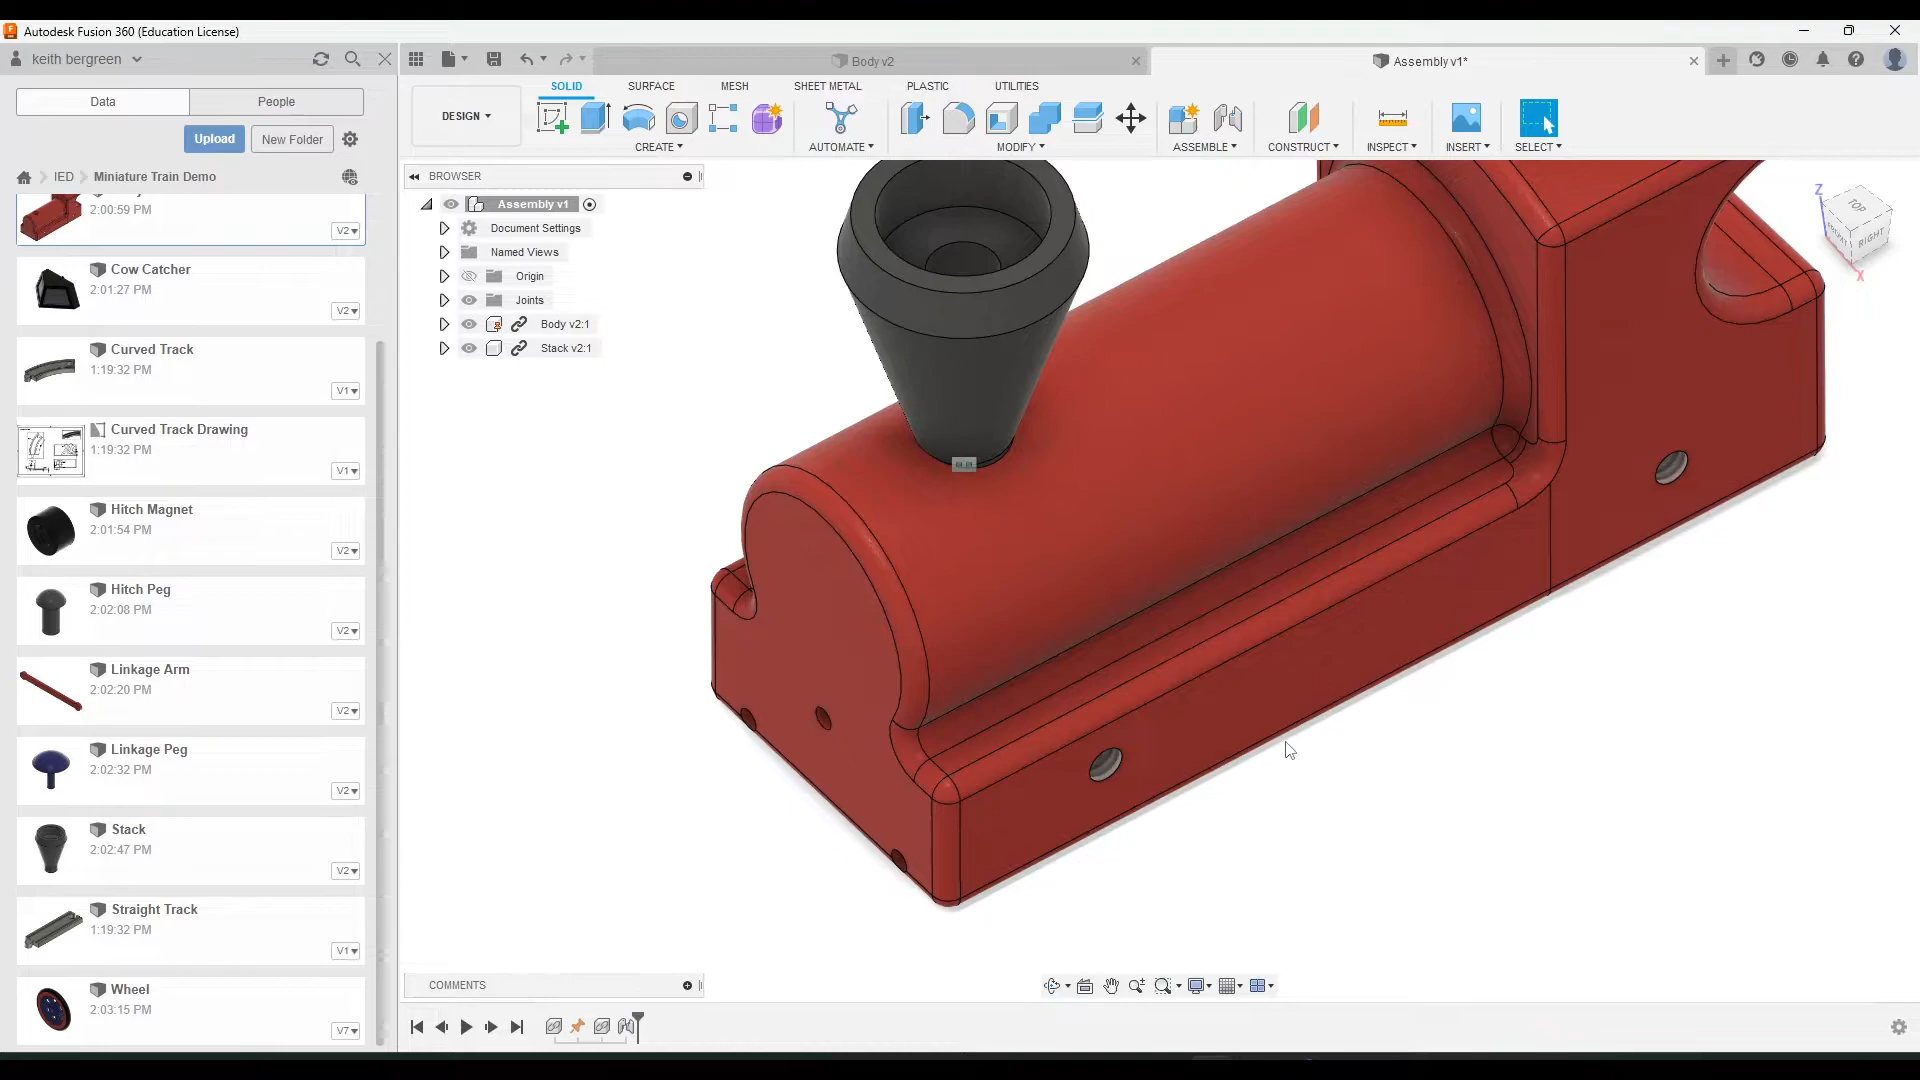 Autodesk Fusion 360 (Education License)
keith bergreen
Body v2
Assembly v1*
Data
People
Upload
New Folder
IED
Miniature Train Demo
2:00:59 PM
V2
Cow Catcher
2:01:27 PM
V2
Curved Track
1:19:32 PM
V1
Curved Track Drawing
1:19:32 PM
V1
Hitch Magnet
2:01:54 PM
V2
Hitch Peg
2:02:08 PM
V2
Linkage Arm
2:02:20 PM
V2
Linkage Peg
2:02:32 PM
V2
Stack
2:02:47 PM
V2
Straight Track
1:19:32 PM
V1
Wheel
2:03:15 PM
V7
DESIGN
SOLID
SURFACE
MESH
SHEET METAL
PLASTIC
UTILITIES
CREATE
AUTOMATE
MODIFY
ASSEMBLE
CONSTRUCT
INSPECT
INSERT
SELECT
BROWSER
Assembly v1
Document Settings
Named Views
Origin
Joints
Body v2:1
Stack v2:1
Z
TOP
FRONT
RIGHT
X
COMMENTS